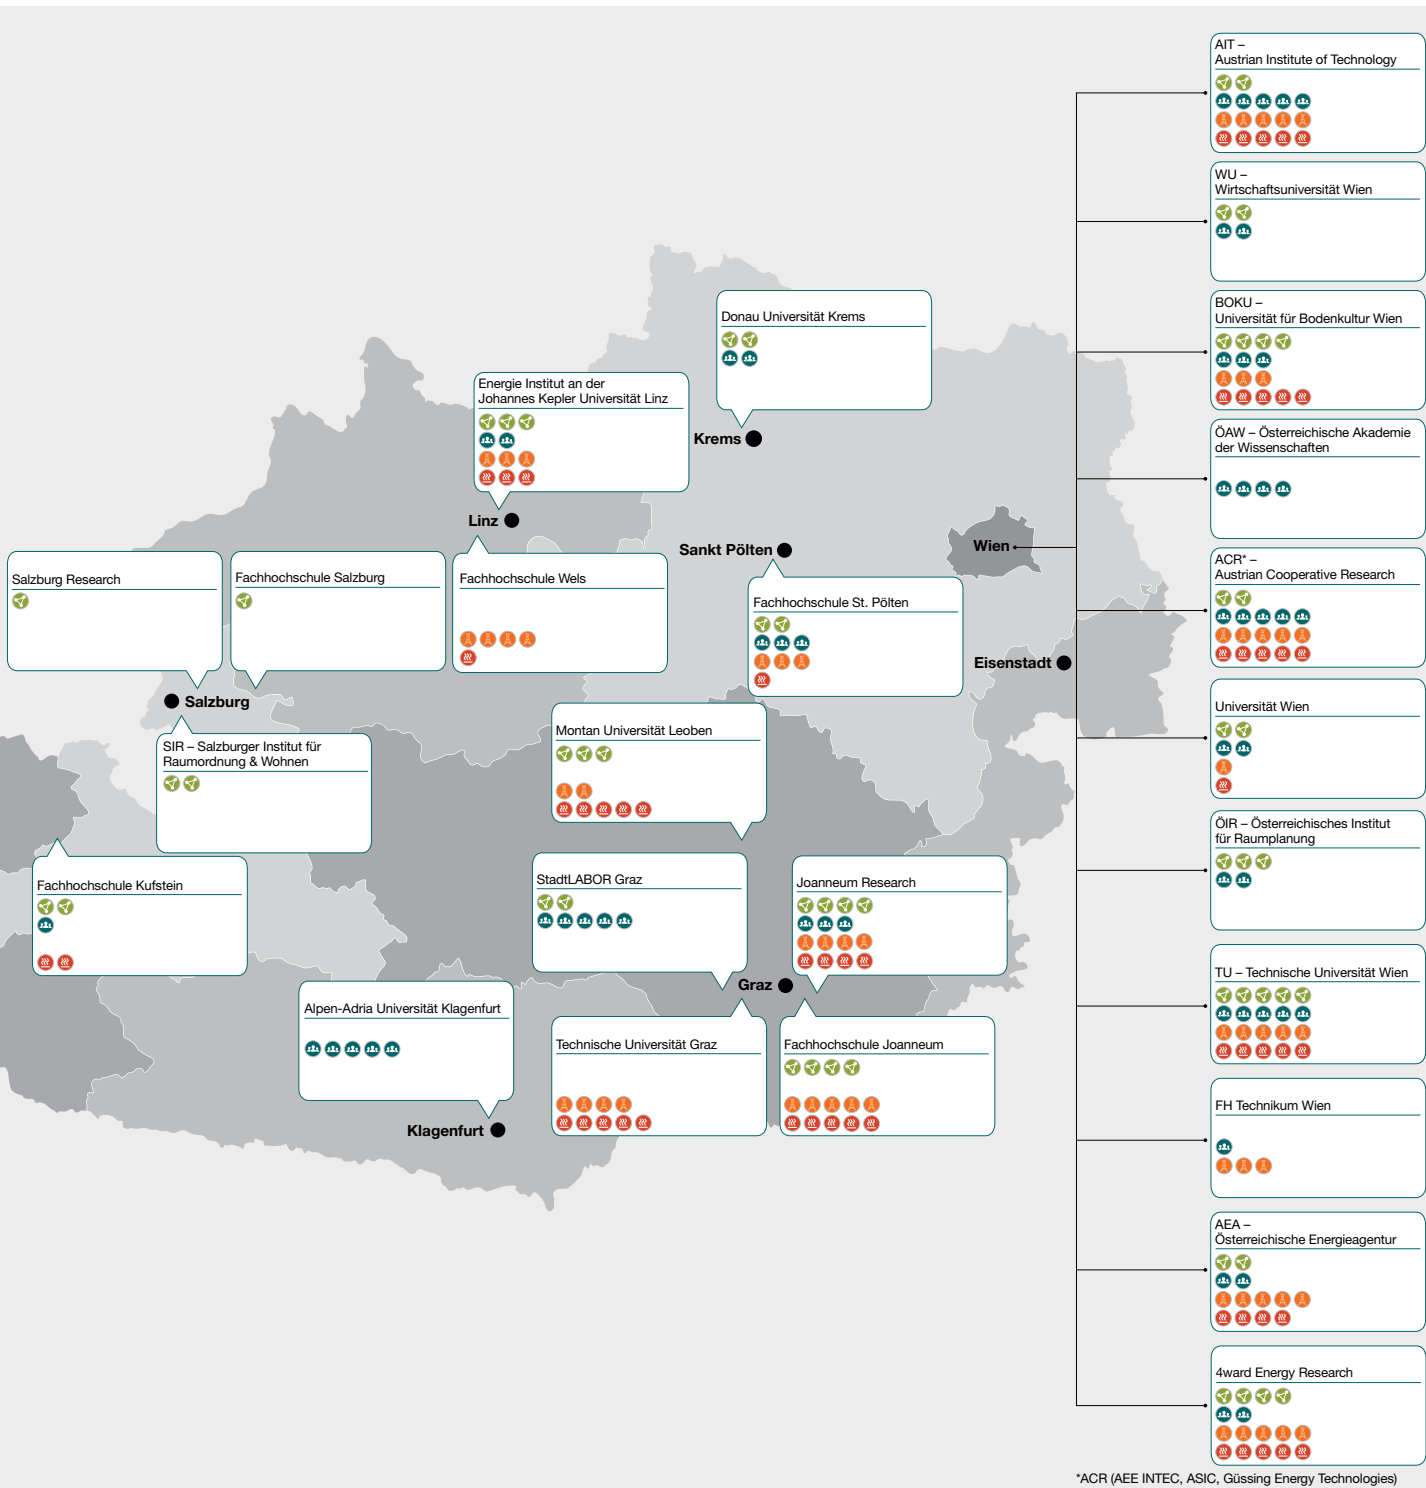 AIT –
Austrian Institute of Technology
WU –
Wirtschaftsuniversität Wien
BOKU –
Universität für Bodenkultur Wien
Donau Universität Krems
Energie Institut an der
Johannes Kepler Universität Linz
Krems
ÖAW – Österreichische Akademie
der Wissenschaften
Linz
Sankt Pölten
Wien
Salzburg Research
Fachhochschule Salzburg
Fachhochschule Wels
Fachhochschule St. Pölten
ACR* –
Austrian Cooperative Research
Eisenstadt
Salzburg
SIR – Salzburger Institut für
Raumordnung & Wohnen
Montan Universität Leoben
Universität Wien
ÖIR – Österreichisches Institut
für Raumplanung
Fachhochschule Kufstein
StadtLABOR Graz
Joanneum Research
Graz
TU – Technische Universität Wien
Alpen-Adria Universität Klagenfurt
Technische Universität Graz
Fachhochschule Joanneum
Klagenfurt
FH Technikum Wien
AEA –
Österreichische Energieagentur
4ward Energy Research
*ACR (AEE INTEC, ASIC, Güssing Energy Technologies)